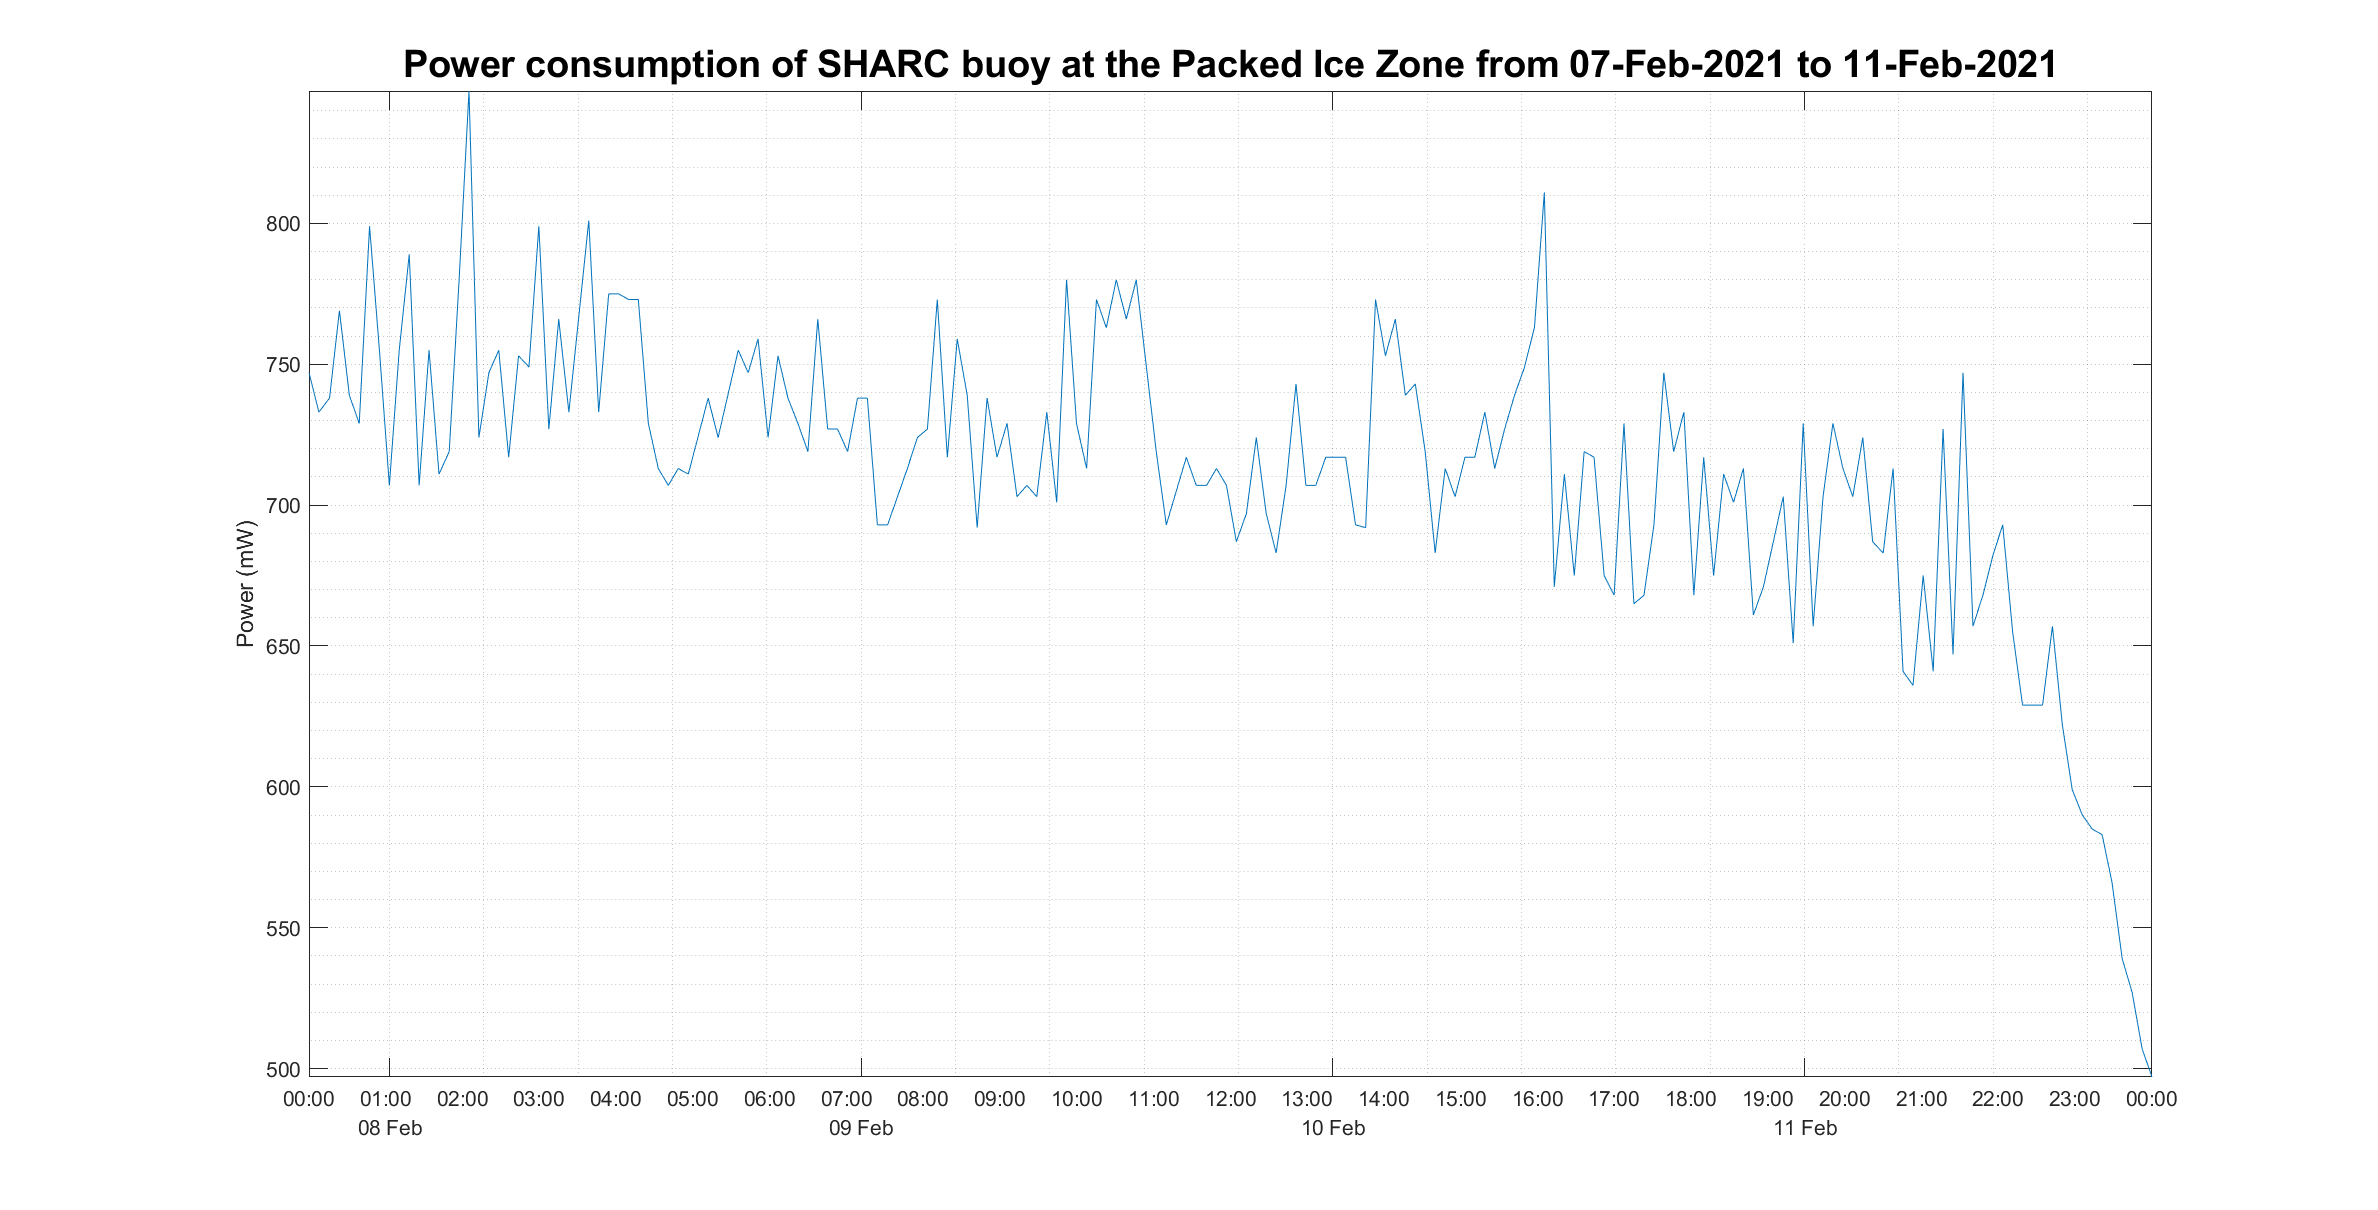 Power consumption of SHARC buoy at the Packed Ice Zone from 07-Feb-2021 to 11-Feb-2021
800
750
700
650
600
550
500
Power (mW)
00:00 01:00 02:00 03:00 04:00 05:00 06:00 07:00 08:00 09:00 10:00 11:00 12:00 13:00 14:00 15:00 16:00 17:00 18:00 19:00 20:00 21:00 22:00 23:00 00:00
08 Feb 09 Feb 10 Feb 11 Feb